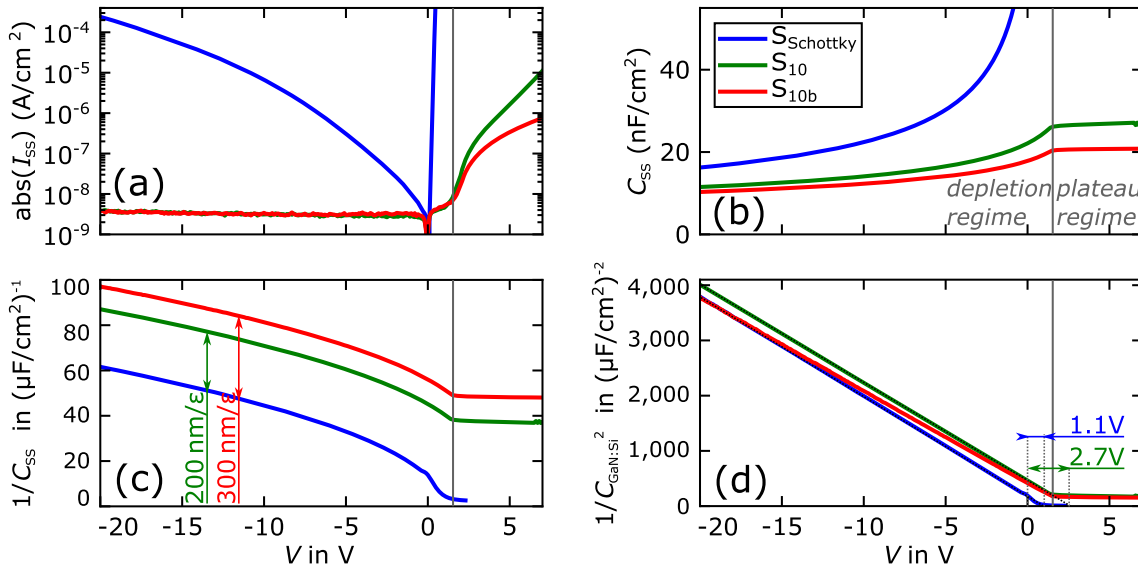 abs(I_ss) (A/cm²)
10⁻⁴
10⁻⁵
10⁻⁶
10⁻⁷
10⁻⁸
10⁻⁹
(a)
C_ss (nF/cm²)
40
20
0
S_Schottky
S_10
S_10b
depletion plateau
regime regime
(b)
1/C_ss in (µF/cm²)⁻¹
100
80
60
40
20
0
200 nm/ε
300 nm/ε
(c)
-20 -15 -10 -5 0 5
V in V
1/C_GaN:Si² in (µF/cm²)⁻²
4,000
3,000
2,000
1,000
0
1.1V
2.7V
(d)
-20 -15 -10 -5 0 5
V in V